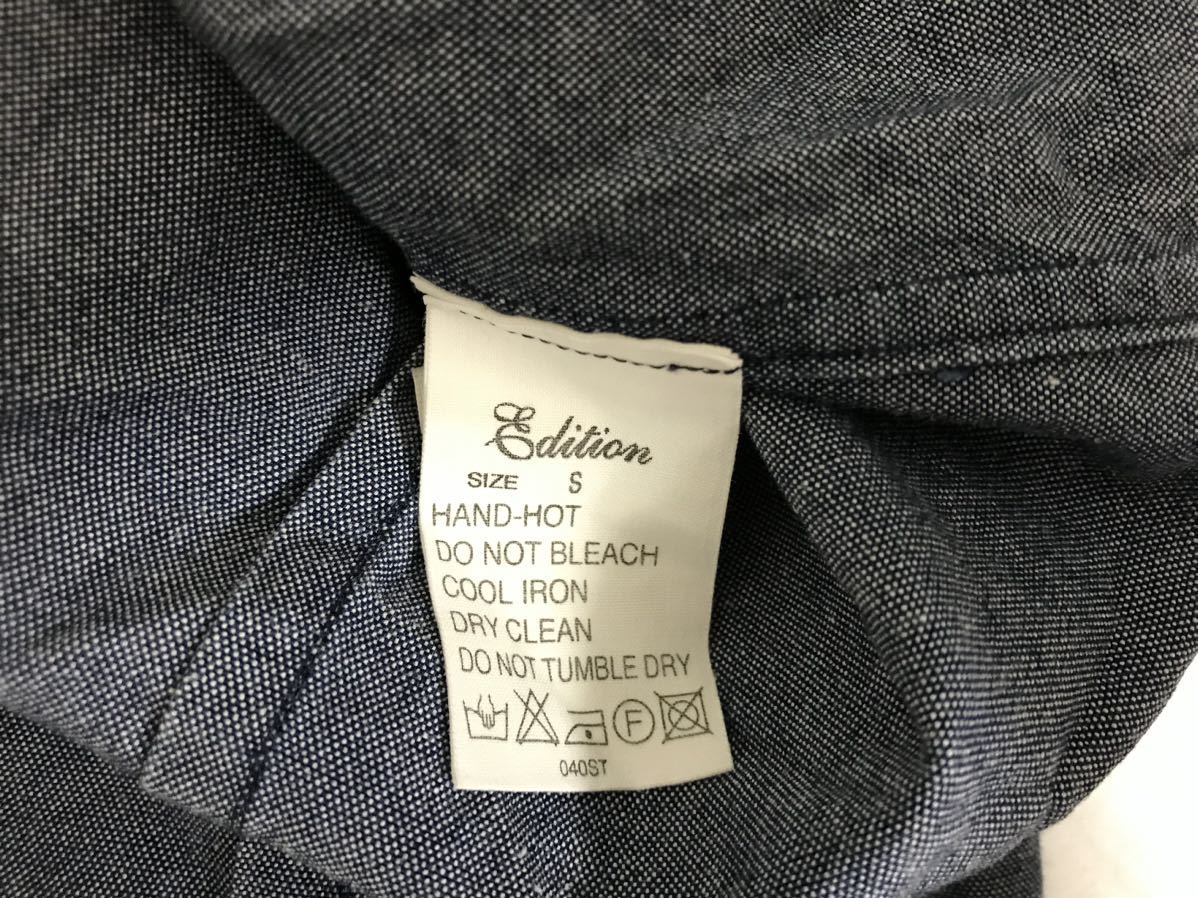 Edition
SIZE S
HAND-HOT
DO NOT BLEACH
COOL IRON
DRY CLEAN
DO NOT TUMBLE DRY
F
040ST